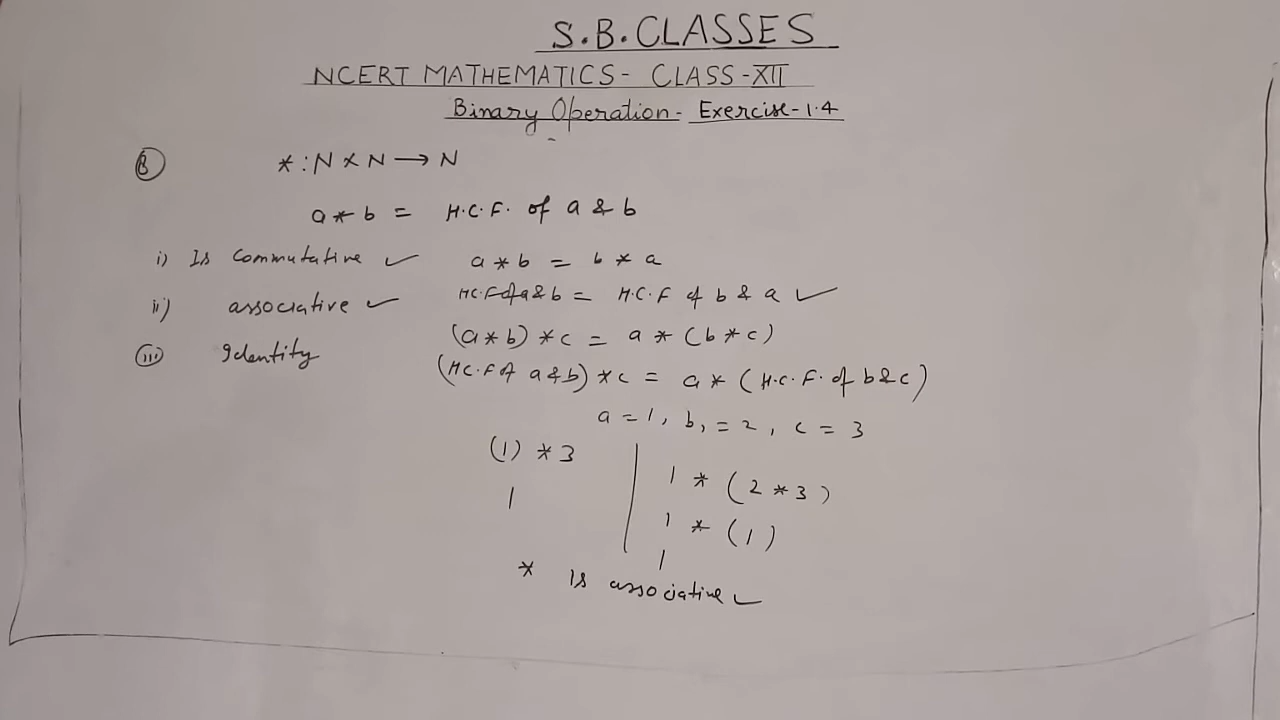 S.B.CLASSES
NCERT MATHEMATICS - CLASS-XII
Binary Operation - Exercise-1.4
8 * : N × N → N
a * b = H.C.F. of a & b
i) Is Commutative ✓ a * b = b * a
ii) associative ✓ H.C.F of a & b = H.C.F of b & a ✓
(a * b) * c = a * (b * c)
iii) Identity
(H.C.F of a & b) * c = a * (H.C.F. of b & c)
a = 1, b, = 2, c = 3
(1) * 3 | 1 * (2 * 3)
1 | 1 * (1)
1
* Is associative ✓